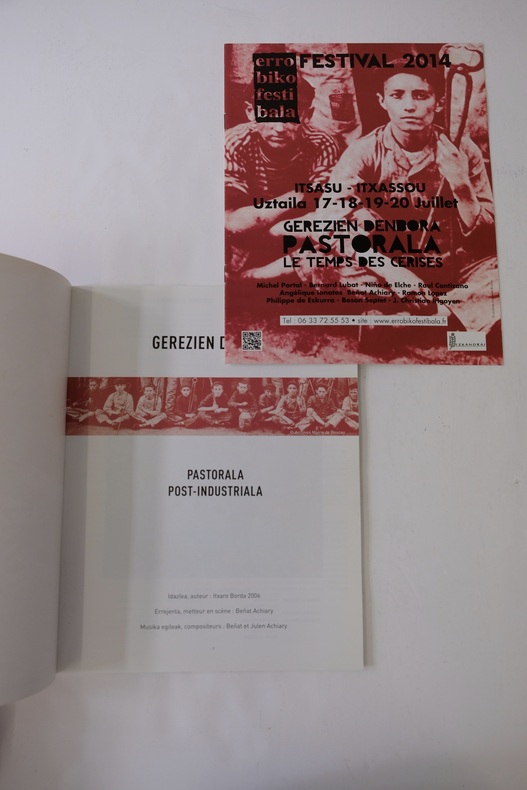 erro
biko
festi
bala
FESTIVAL 2014
ITSASU - ITXASSOU
Uztaila 17-18-19-20 Juillet
GEREZIEN DENBORA
PASTORALA
LE TEMPS DES CERISES
Michel Portal - Bernard Lubat - Niño de Elche - Raul Cantizano
Angélique Ionatos - Beñat Achiary - Ramon Lopez
Philippe de Ezkurra - Beson Septet - J. Christian Irigoyen
Tel : 06 33 72 55 53 • site : www.errobikofestibala.fr
GEREZIEN D
PASTORALA
POST-INDUSTRIALA
Idazlea, auteur : Itxaro Borda 2006
Errejenta, metteur en scène : Beñat Achiary
Musika egileak, compositeurs : Beñat et Julen Achiary